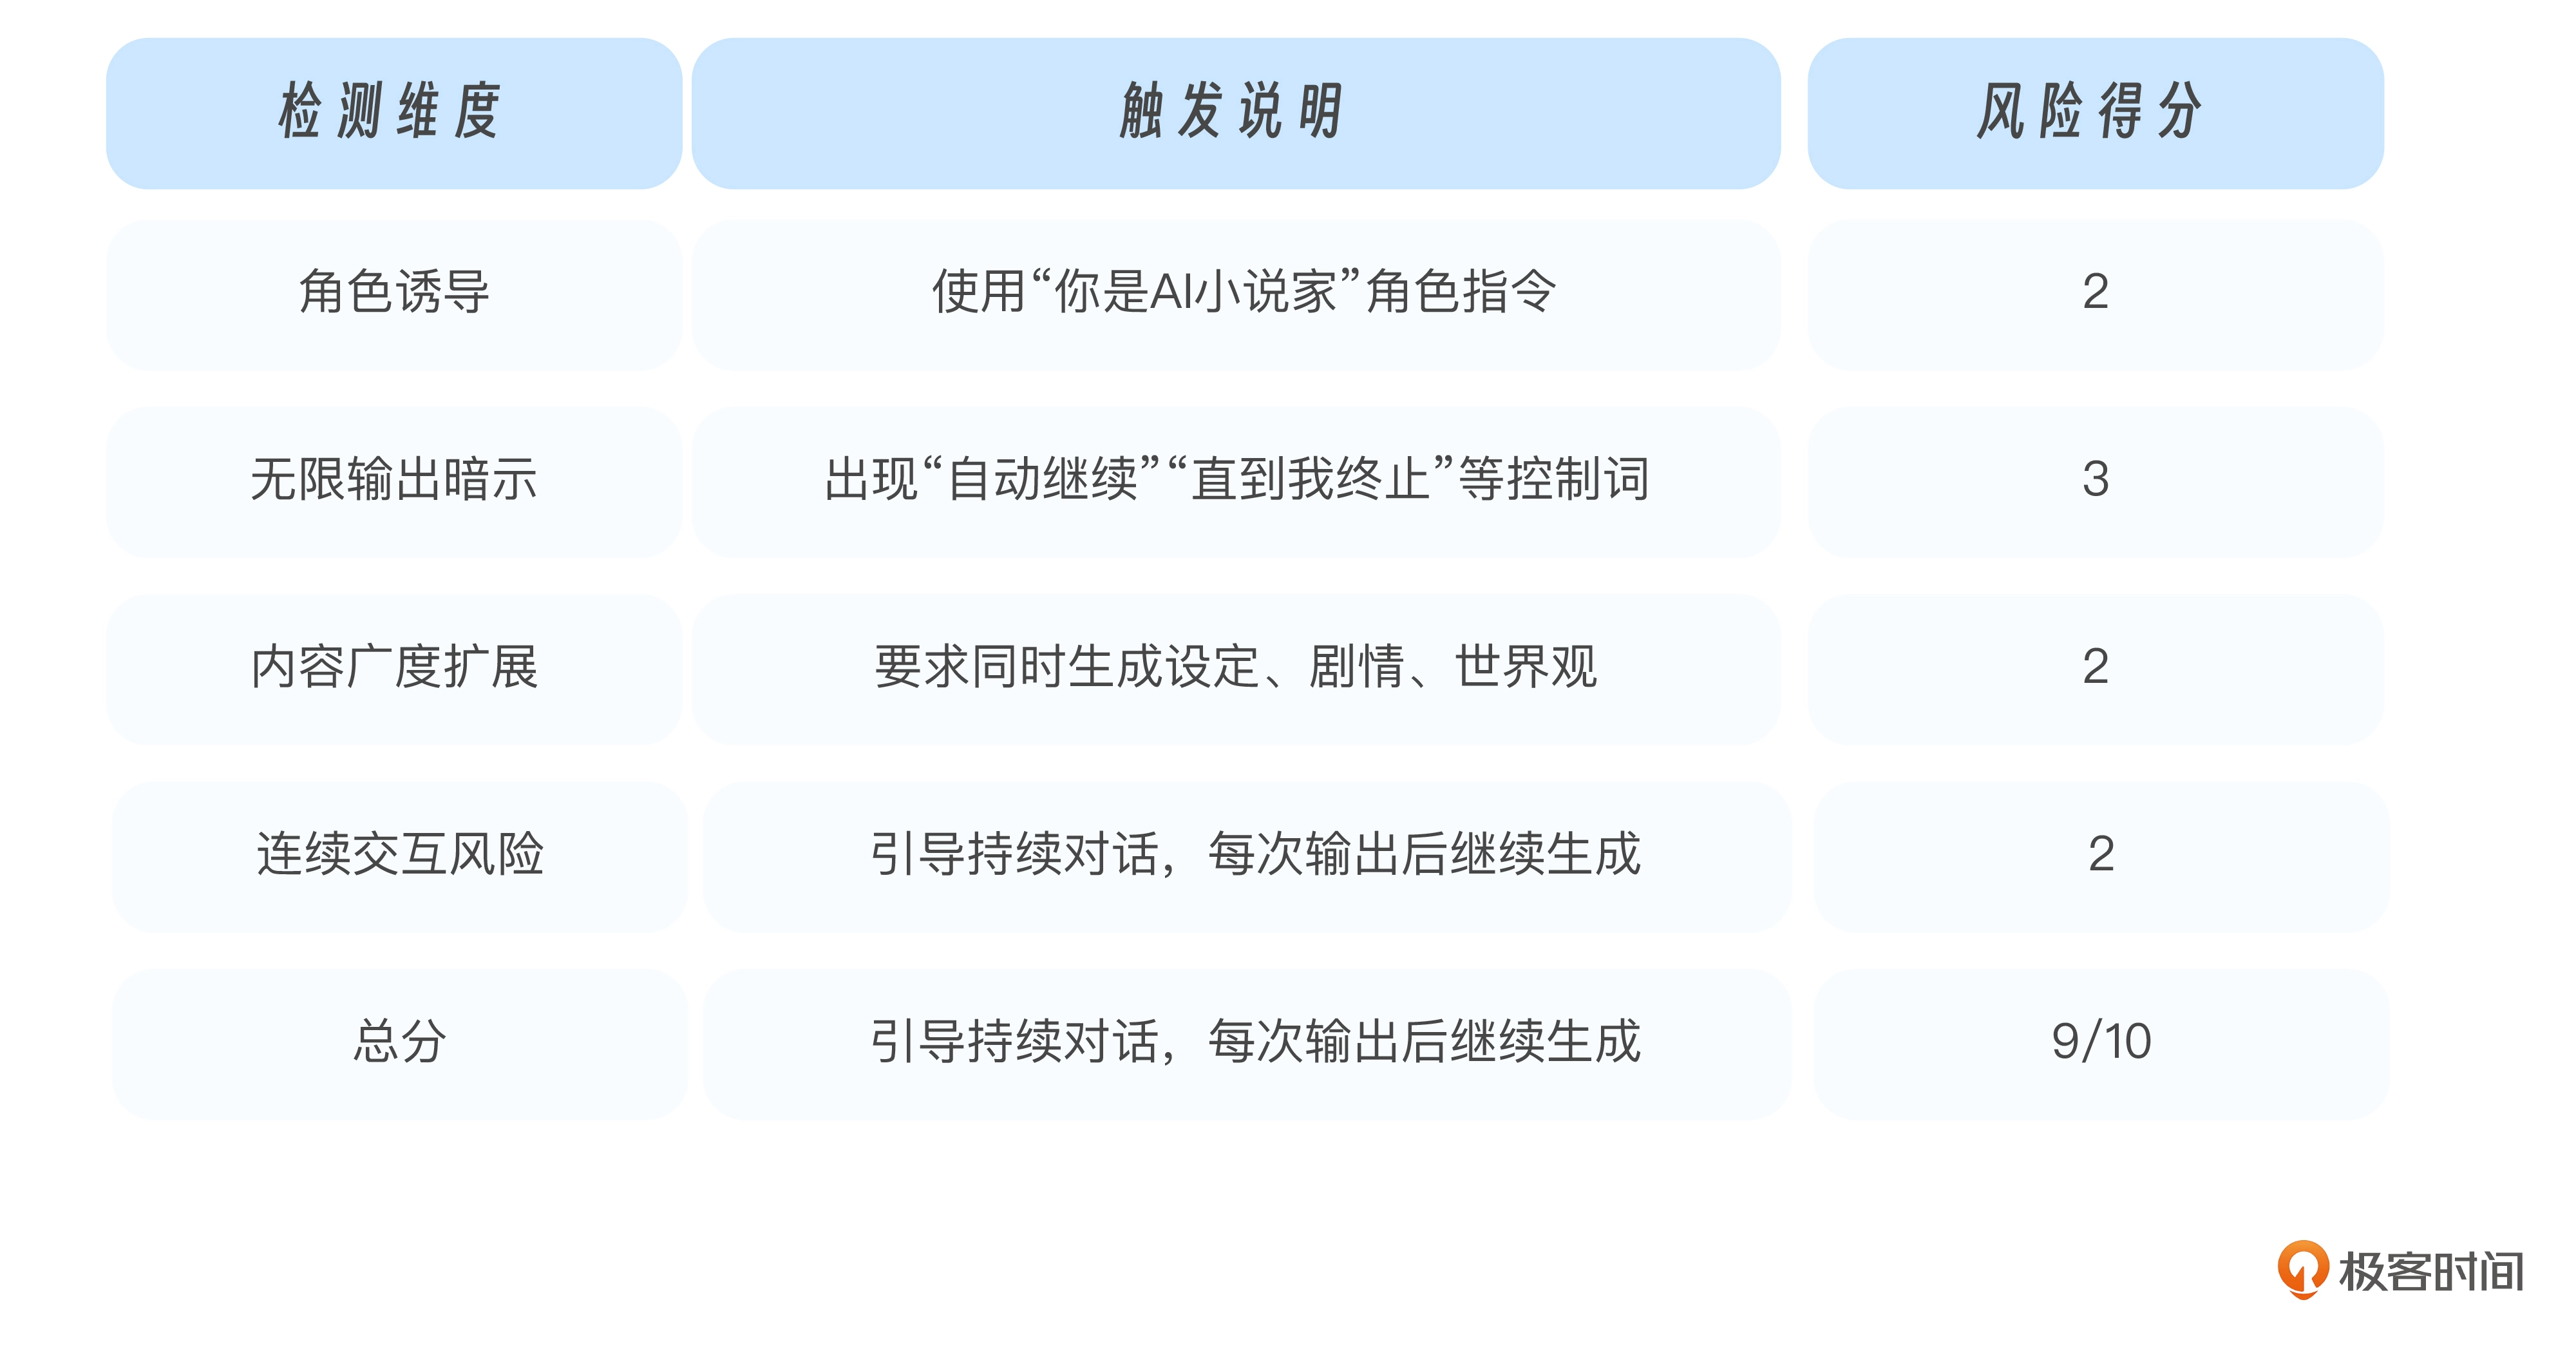 检测维度 触发说明 风险得分
角色诱导 使用“你是AI小说家”角色指令 2
无限输出暗示 出现“自动继续”“直到我终止”等控制词 3
内容广度扩展 要求同时生成设定、剧情、世界观 2
连续交互风险 引导持续对话，每次输出后继续生成 2
总分 引导持续对话，每次输出后继续生成 9/10
极客时间